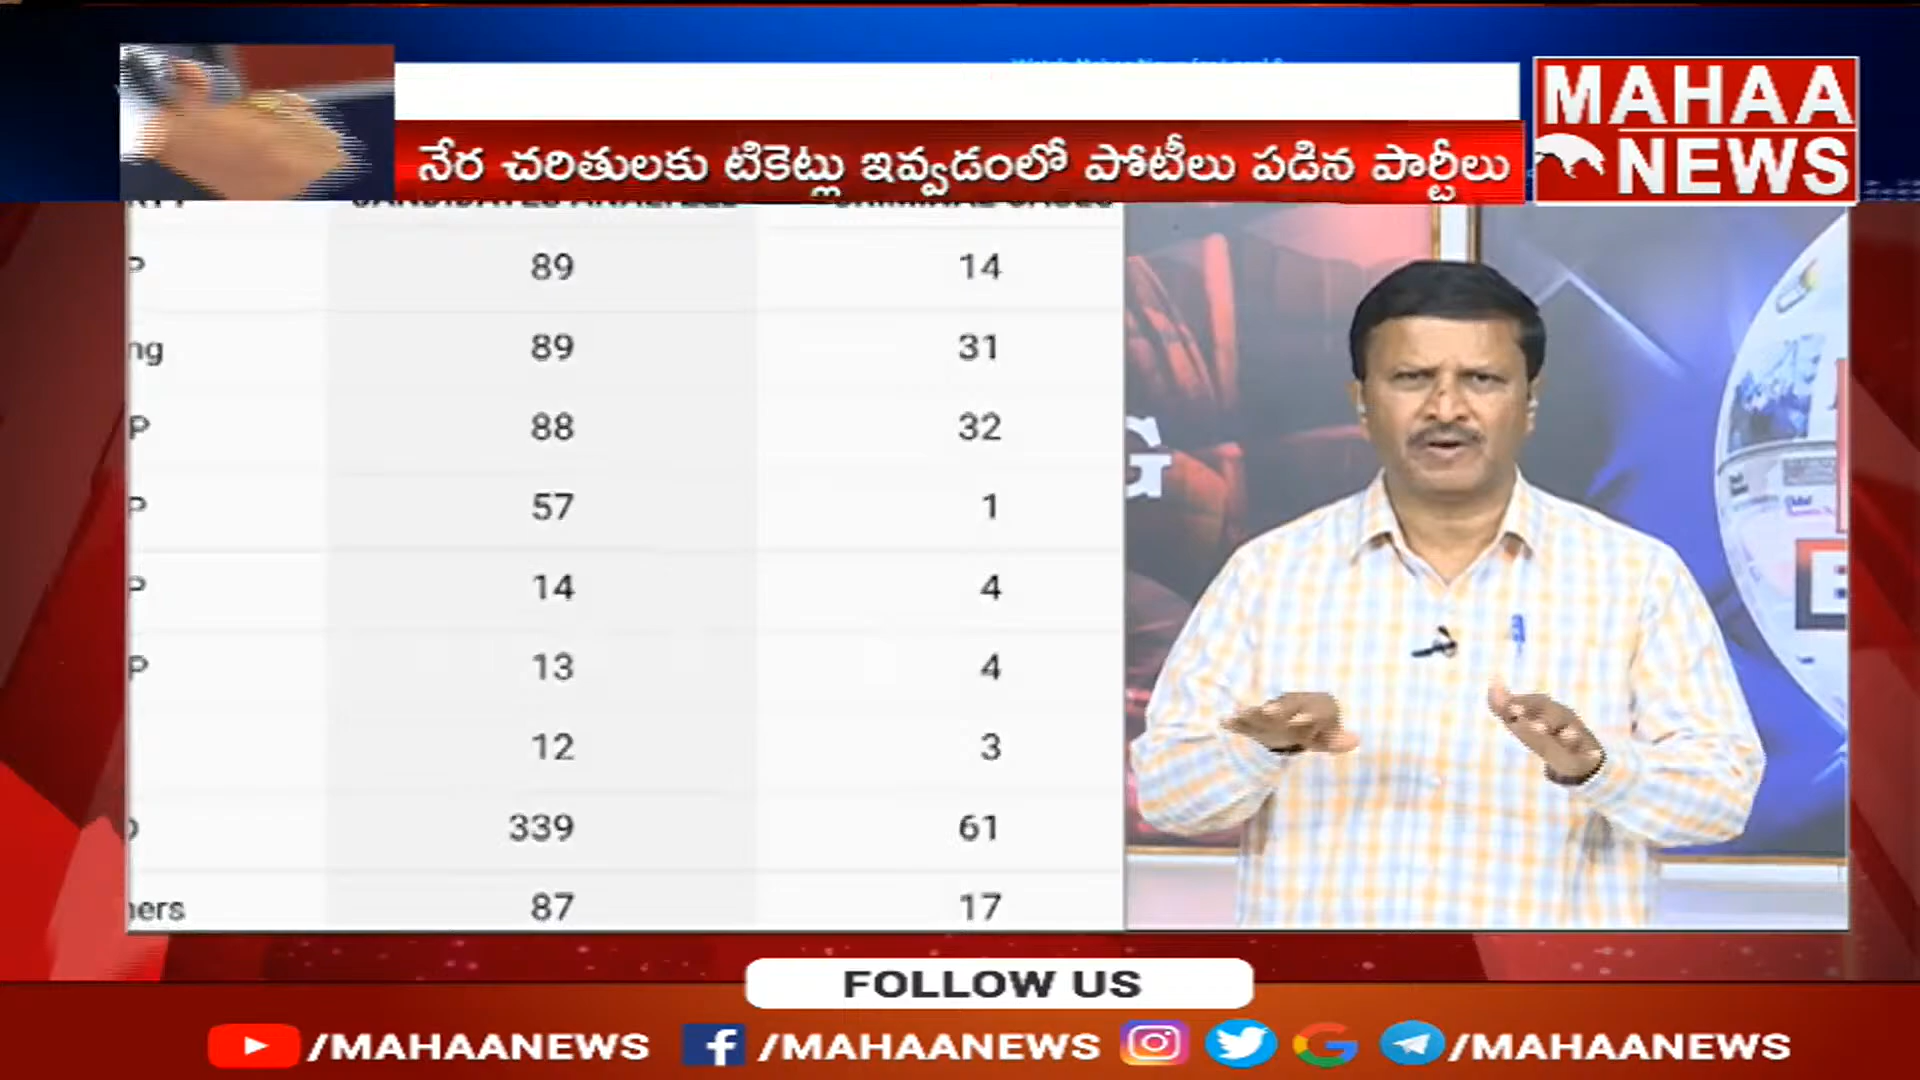 MAHAA
NEWS
నేర చరితులకు టికెట్లు ఇవ్వడంలో పోటీలు పడిన పార్టీలు
P 89 14
ng 89 31
P 88 32
P 57 1
P 14 4
P 13 4
12 3
339 61
hers 87 17
G
E
FOLLOW US
/MAHAANEWS /MAHAANEWS /MAHAANEWS